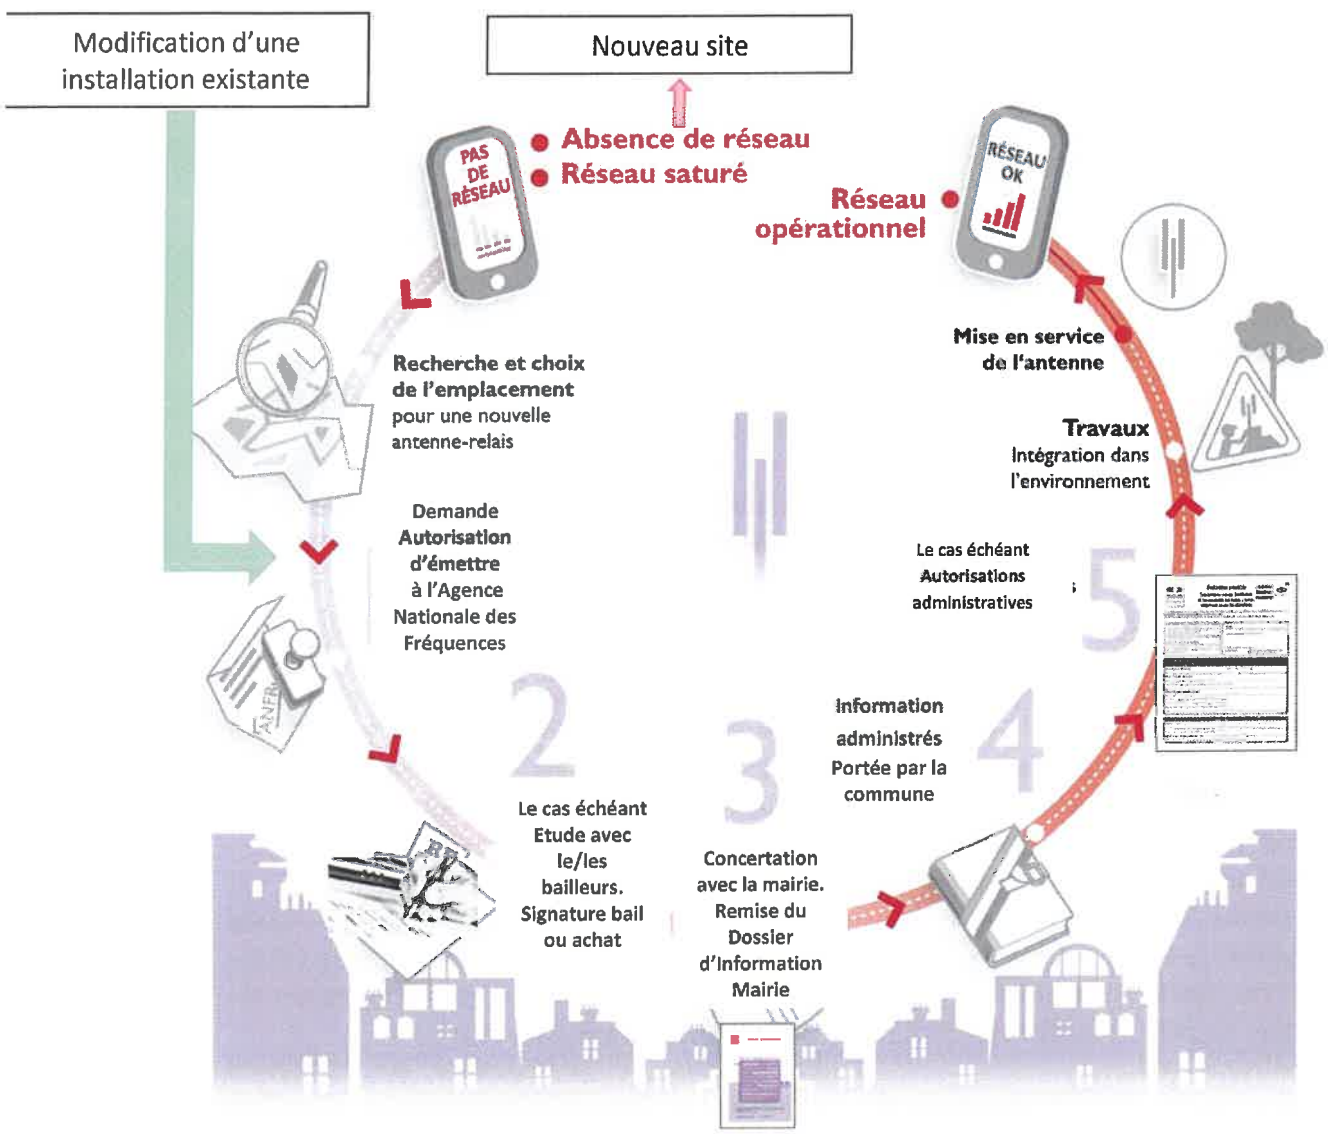 Modification d'une
installation existante
Nouveau site
Absence de réseau
Réseau saturé
PAS
DE
RÉSEAU
RÉSEAU
OK
Réseau
opérationnel
Mise en service
de l'antenne
Recherche et choix
de l'emplacement
pour une nouvelle
antenne-relais
Travaux
Intégration dans
l'environnement
Demande
Autorisation
d'émettre
à l'Agence
Nationale des
Fréquences
ANFR
Le cas échéant
Autorisations
administratives
5
2
Le cas échéant
Etude avec
le/les
bailleurs.
Signature bail
ou achat
3
Concertation
avec la mairie.
Remise du
Dossier
d'Information
Mairie
4
Information
administrés
Portée par la
commune